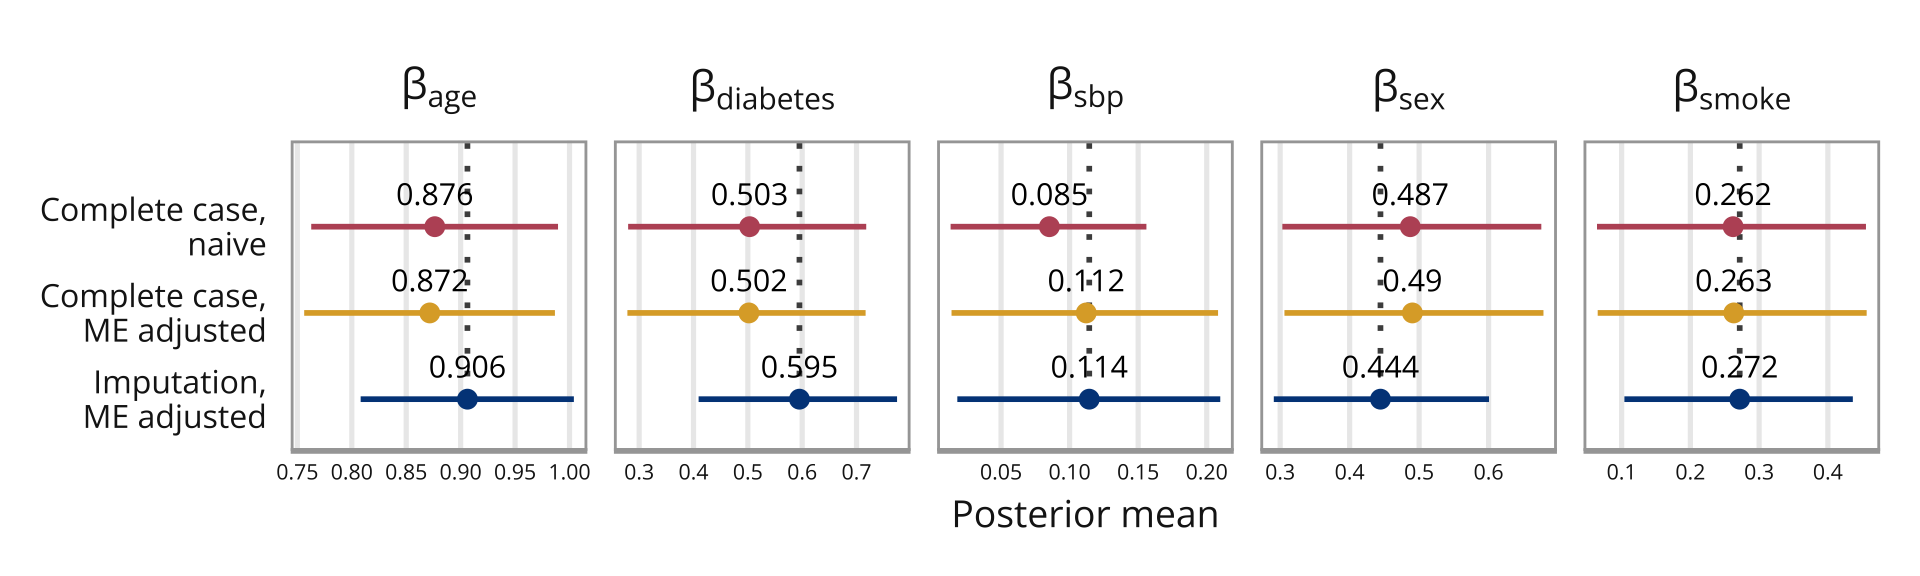 βage βdiabetes βsbp βsex βsmoke
Complete case,
naive
0.876 0.503 0.085 0.487 0.262
Complete case,
ME adjusted
0.872 0.502 0.112 0.49 0.263
Imputation,
ME adjusted
0.906 0.595 0.114 0.444 0.272
0.75 0.80 0.85 0.90 0.95 1.00 0.3 0.4 0.5 0.6 0.7 0.05 0.10 0.15 0.20 0.3 0.4 0.5 0.6 0.1 0.2 0.3 0.4
Posterior mean